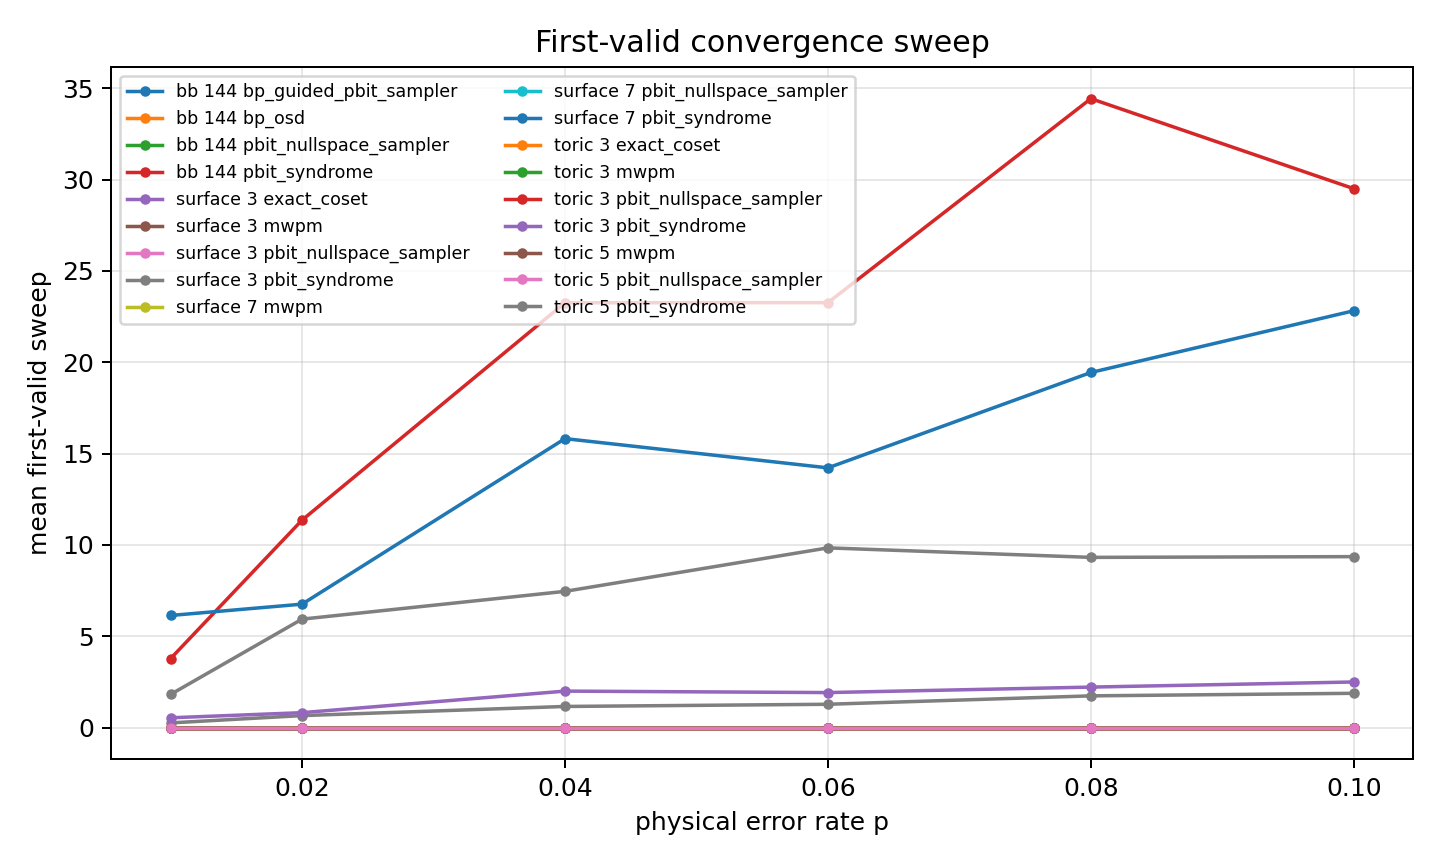 First-valid convergence sweep
bb 144 bp_guided_pbit_sampler
bb 144 bp_osd
bb 144 pbit_nullspace_sampler
bb 144 pbit_syndrome
surface 3 exact_coset
surface 3 mwpm
surface 3 pbit_nullspace_sampler
surface 3 pbit_syndrome
surface 7 mwpm
surface 7 pbit_nullspace_sampler
surface 7 pbit_syndrome
toric 3 exact_coset
toric 3 mwpm
toric 3 pbit_nullspace_sampler
toric 3 pbit_syndrome
toric 5 mwpm
toric 5 pbit_nullspace_sampler
toric 5 pbit_syndrome
mean first-valid sweep
35
30
25
20
15
10
5
0
0.02 0.04 0.06 0.08 0.10
physical error rate p